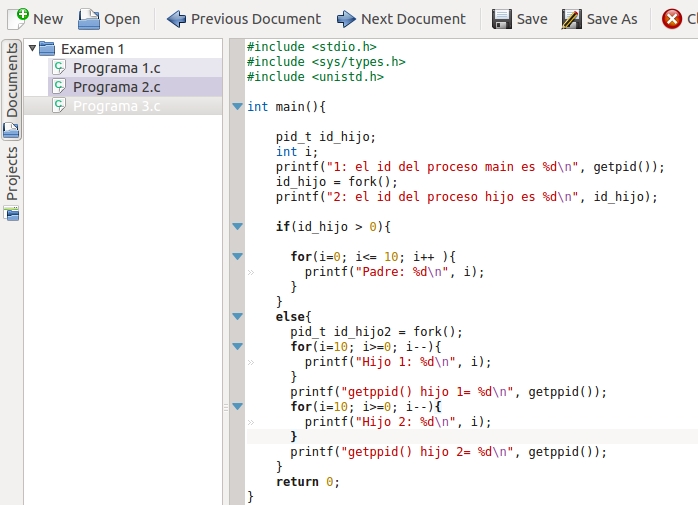 New Open Previous Document Next Document Save Save As Cl
Documents
Projects
Examen 1
Programa 1.c
Programa 2.c
Programa 3.c
#include <stdio.h>
#include <sys/types.h>
#include <unistd.h>
int main(){
pid_t id_hijo;
int i;
printf("1: el id del proceso main es %d\n", getpid());
id_hijo = fork();
printf("2: el id del proceso hijo es %d\n", id_hijo);
if(id_hijo > 0){
for(i=0; i<= 10; i++ ){
printf("Padre: %d\n", i);
}
}
else{
pid_t id_hijo2 = fork();
for(i=10; i>=0; i--){
printf("Hijo 1: %d\n", i);
}
printf("getppid() hijo 1= %d\n", getppid());
for(i=10; i>=0; i--){
printf("Hijo 2: %d\n", i);
}
printf("getppid() hijo 2= %d\n", getppid());
}
return 0;
}